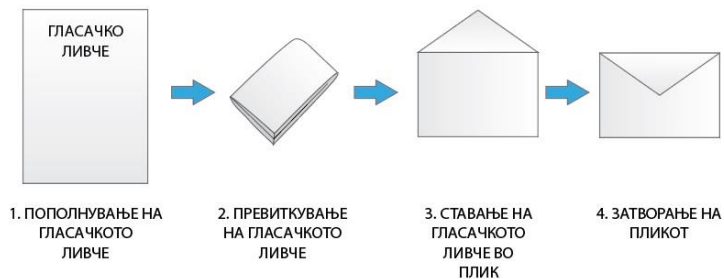 ГЛАСАЧКО
ЛИВЧЕ
1. ПОПОЛНУВАЊЕ НА
ГЛАСАЧКОТО
ЛИВЧЕ
2. ПРЕВИТКУВАЊЕ
НА ГЛАСАЧКОТО
ЛИВЧЕ
3. СТАВАЊЕ НА
ГЛАСАЧКОТО
ЛИВЧЕ ВО
ПЛИК
4. ЗАТВОРАЊЕ НА
ПЛИКОТ